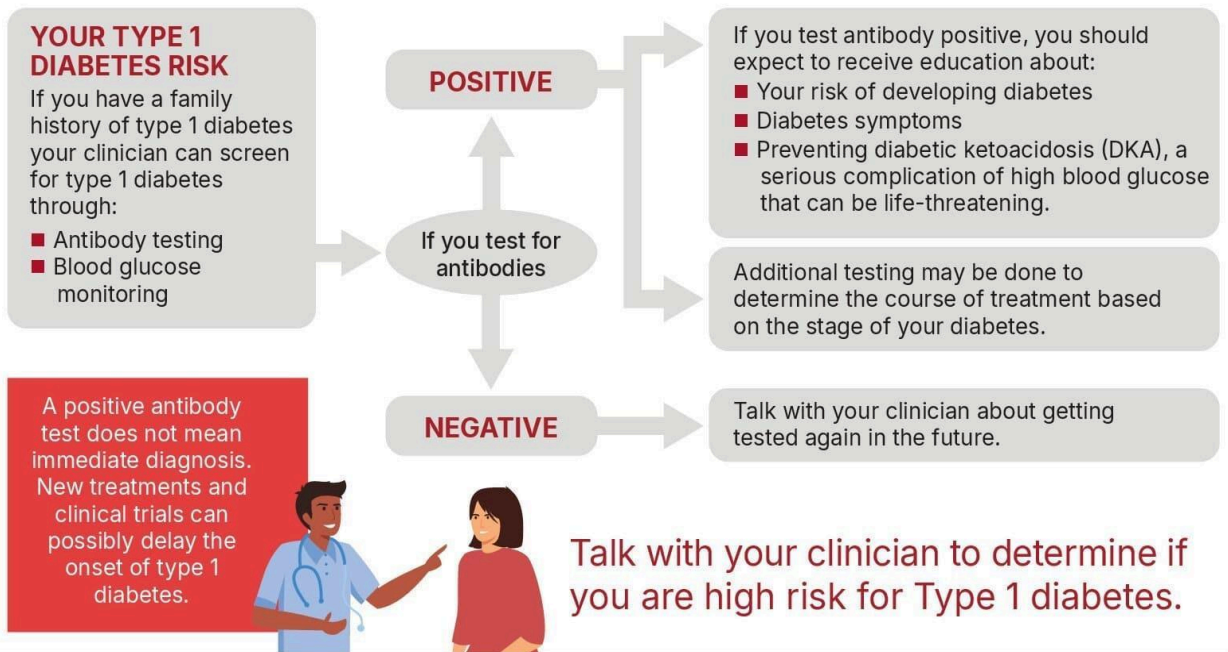 YOUR TYPE 1
DIABETES RISK
If you have a family
history of type 1 diabetes
your clinician can screen
for type 1 diabetes
through:
■ Antibody testing
■ Blood glucose
monitoring
If you test for
antibodies
POSITIVE
If you test antibody positive, you should
expect to receive education about:
■ Your risk of developing diabetes
■ Diabetes symptoms
■ Preventing diabetic ketoacidosis (DKA), a
serious complication of high blood glucose
that can be life-threatening.
Additional testing may be done to
determine the course of treatment based
on the stage of your diabetes.
NEGATIVE
Talk with your clinician about getting
tested again in the future.
A positive antibody
test does not mean
immediate diagnosis.
New treatments and
clinical trials can
possibly delay the
onset of type 1
diabetes.
Talk with your clinician to determine if
you are high risk for Type 1 diabetes.